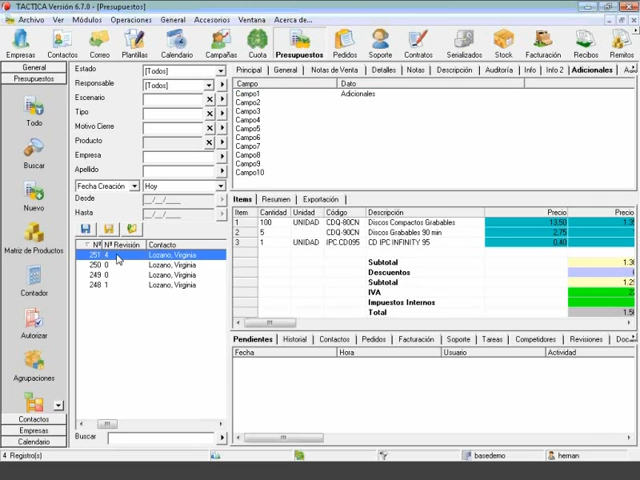 TACTICA Versión 6.7.0 - [Presupuestos]
Archivo Ver Módulos Operaciones General Accesorios Ventana Acerca de...
Empresas Contactos Correo Plantillas Calendario Campañas Cuota Presupuestos Pedidos Soporte Contratos Serializados Stock Facturación Recibos Remitos
General
Presupuestos
Todo
Buscar
Nuevo
Matriz de Productos
Contador
Autorizar
Agrupaciones
Contactos
Empresas
Calendario
Estado [Todos]
Responsable [Todos]
Escenario
Tipo
Motivo Cierre
Producto
Empresa
Apellido
Fecha Creación Hoy
Desde __/__/____
Hasta __/__/____
Nº Nº Revisión Contacto
251 4 Lozano, Virginia
250 0 Lozano, Virginia
249 0 Lozano, Virginia
248 1 Lozano, Virginia
Buscar
Principal General Notas de Venta Detalles Notas Descripción Auditoría Info Info 2 Adicionales
Campo Dato
Campo1 Adicionales
Campo2
Campo3
Campo4
Campo5
Campo6
Campo7
Campo8
Campo9
Campo10
Items Resumen Exportación
Item Cantidad Unidad Código Descripción Precio Precio
1 100 UNIDAD CDQ-80CN Discos Compactos Grabables 13.50
2 5 CDQ-90CN Discos Grabables 90 min 2.75
3 1 UNIDAD IPC.CD095 CD IPC INFINITY 95 0.40
Subtotal
Descuentos
Subtotal
IVA
Impuestos Internos
Total
Pendientes Historial Contactos Pedidos Facturación Soporte Tareas Competidores Revisiones
Fecha Hora Usuario Actividad
4 Registro(s) basedemo hernan